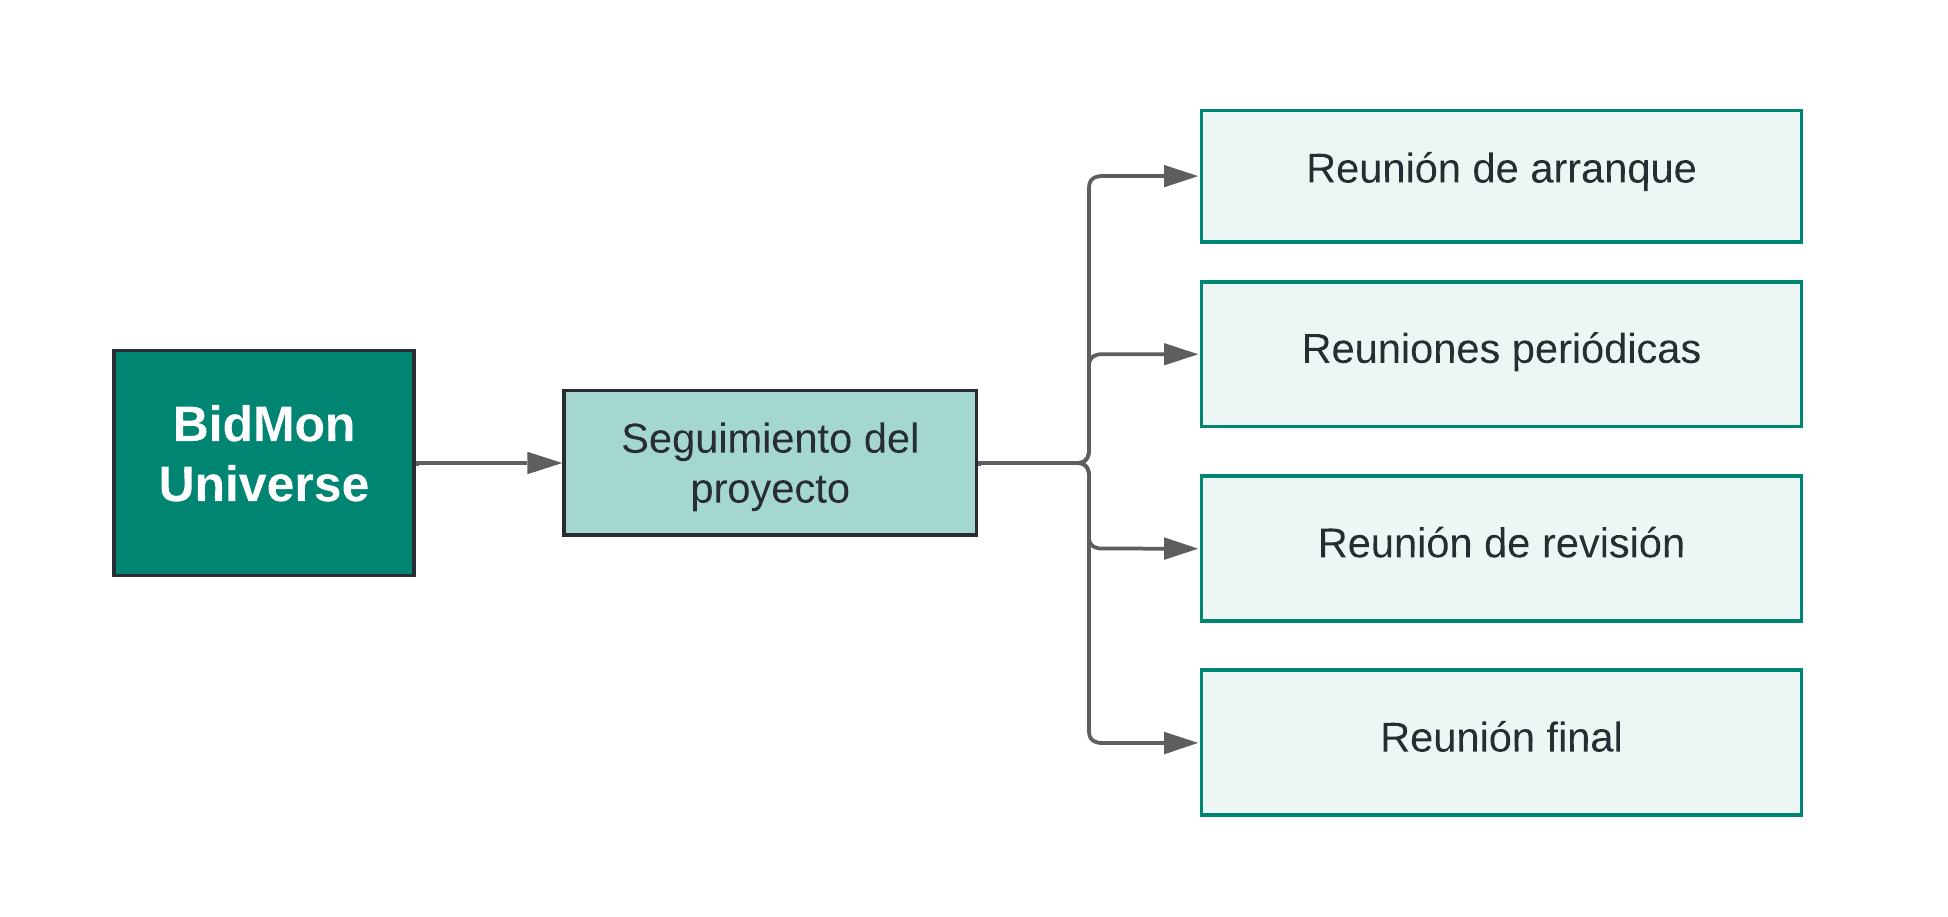 BidMon
Universe
Seguimiento del
proyecto
Reunión de arranque
Reuniones periódicas
Reunión de revisión
Reunión final